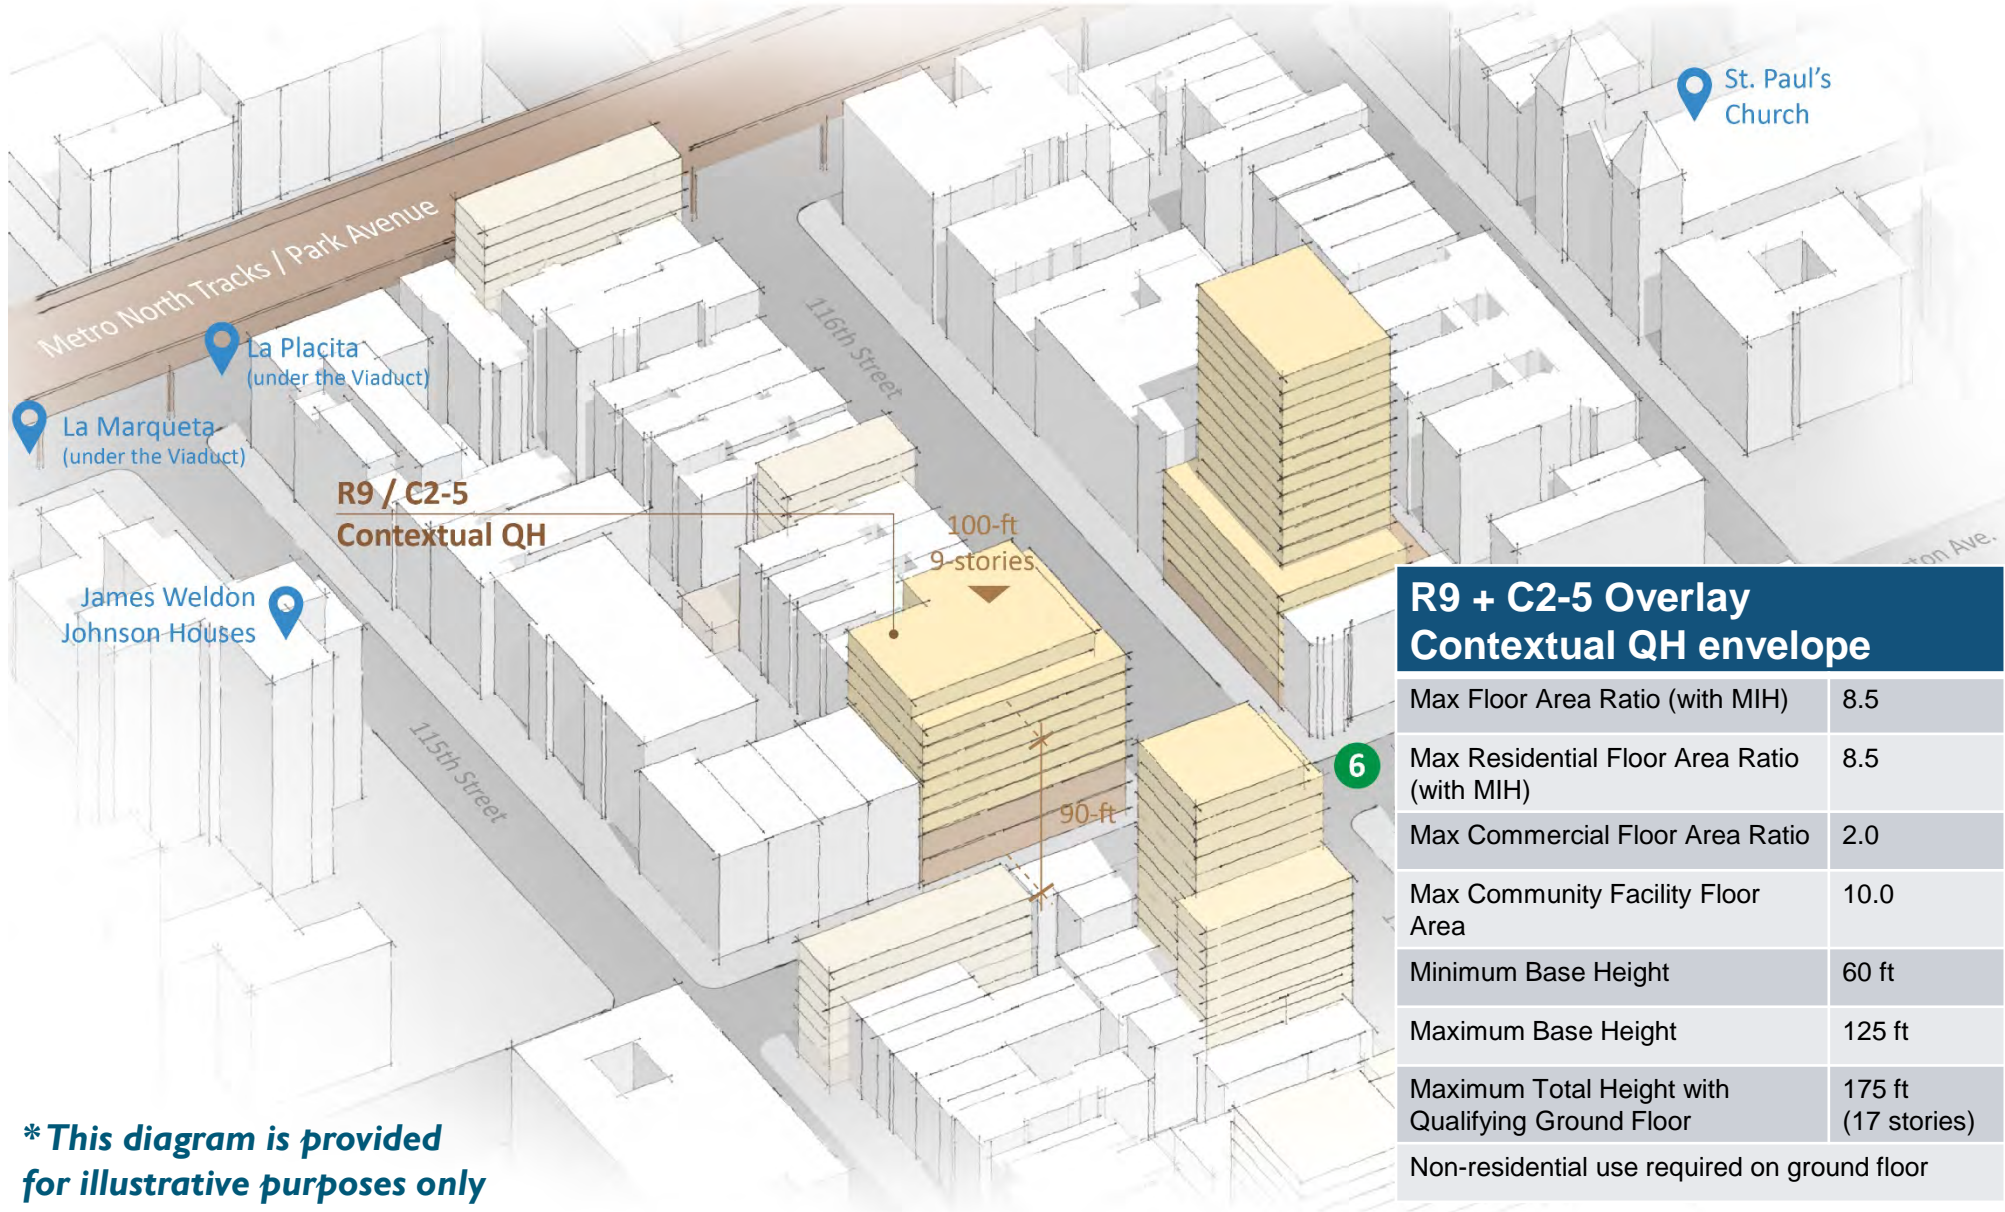 St. Paul's
Church
Metro North Tracks / Park Avenue
116th Street
La Placita
(under the Viaduct)
La Marqueta
(under the Viaduct)
R9 / C2-5
Contextual QH
100-ft
9-stories
James Weldon
Johnson Houses
115th Street
90-ft
6
Ave.
R9 + C2-5 Overlay
Contextual QH envelope
Max Floor Area Ratio (with MIH) 8.5
Max Residential Floor Area Ratio 8.5
(with MIH)
Max Commercial Floor Area Ratio 2.0
Max Community Facility Floor 10.0
Area
Minimum Base Height 60 ft
Maximum Base Height 125 ft
Maximum Total Height with 175 ft
Qualifying Ground Floor (17 stories)
Non-residential use required on ground floor
* This diagram is provided
for illustrative purposes only